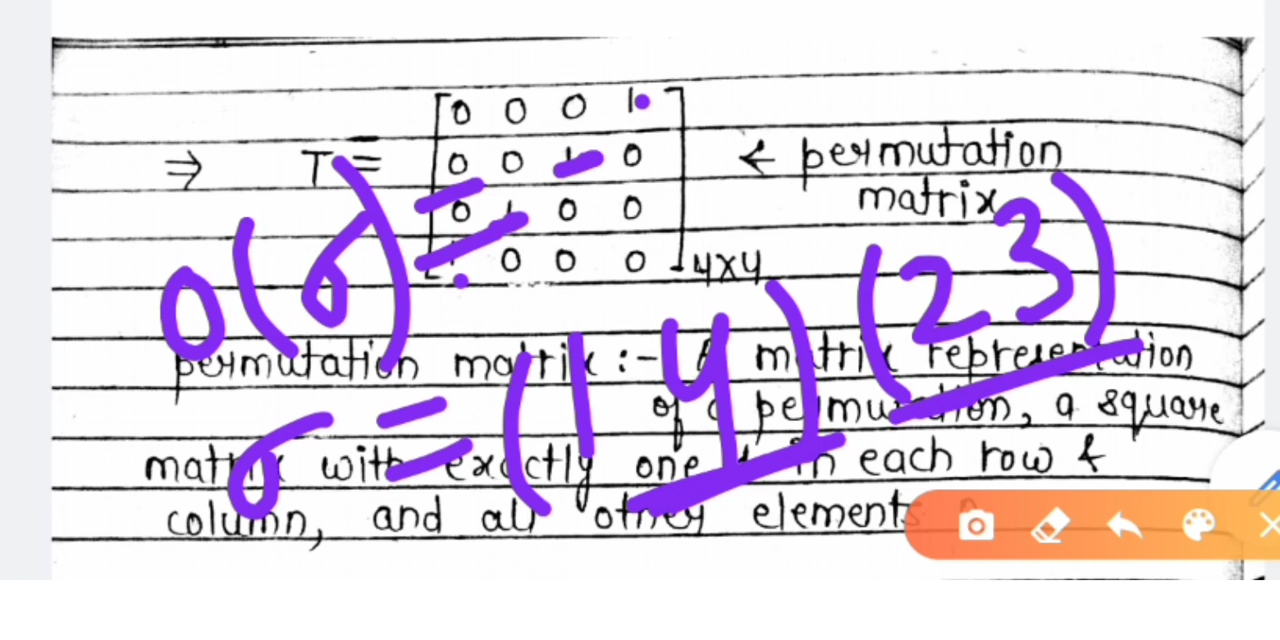 0 0 0 1
⇒ T = 0 0 1 0 ← permutation
matrix
0 1 0 0
1 0 0 0 4x4
o(σ) =
σ = (1 4) (2 3)
permutation matrix :- A matrix representation
of a permutation, a square
matrix with exactly one 1 in each row &
column, and all other elements